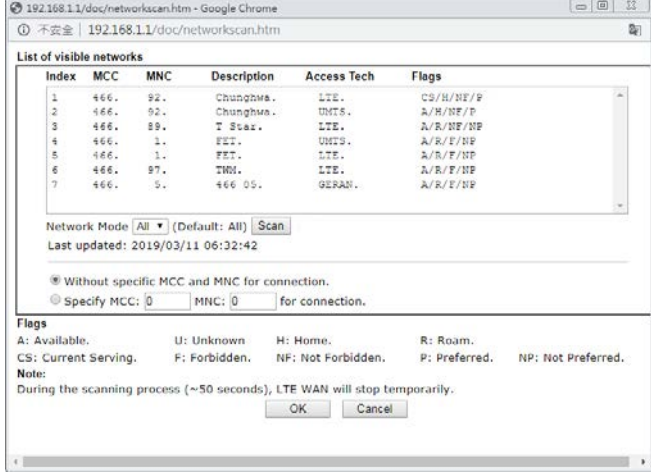 192.168.1.1/doc/networkscan.htm - Google Chrome
不安全 | 192.168.1.1/doc/networkscan.htm
List of visible networks
Index MCC MNC Description Access Tech Flags
1 466. 92. Chunghwa. LTE. CS/H/NF/P
2 466. 92. Chunghwa. UMTS. A/H/NF/P
3 466. 89. T Star. LTE. A/R/NF/NP
4 466. 1. FET. UMTS. A/R/F/NP
5 466. 1. FET. LTE. A/R/F/NP
6 466. 97. TWM. LTE. A/R/F/NP
7 466. 5. 466 05. GERAN. A/R/F/NP
Network Mode All (Default: All) Scan
Last updated: 2019/03/11 06:32:42
Without specific MCC and MNC for connection.
Specify MCC: 0 MNC: 0 for connection.
Flags
A: Available. U: Unknown H: Home. R: Roam.
CS: Current Serving. F: Forbidden. NF: Not Forbidden. P: Preferred. NP: Not Preferred.
Note:
During the scanning process (~50 seconds), LTE WAN will stop temporarily.
OK Cancel